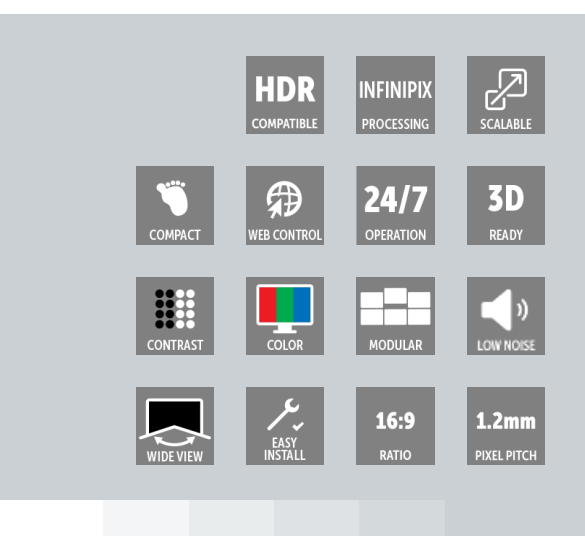 HDR
COMPATIBLE
INFINIPIX
PROCESSING
SCALABLE
COMPACT
WEB CONTROL
24/7
OPERATION
3D
READY
CONTRAST
COLOR
MODULAR
LOW NOISE
WIDE VIEW
EASY
INSTALL
16:9
RATIO
1.2mm
PIXEL PITCH